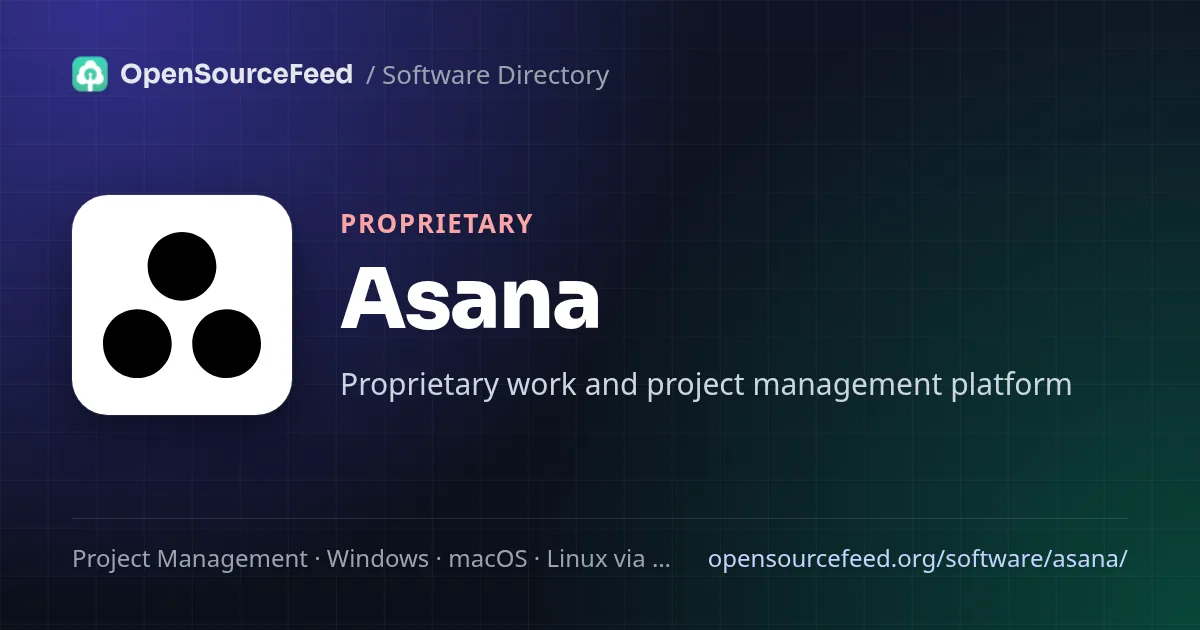 OpenSourceFeed / Software Directory
PROPRIETARY
Asana
Proprietary work and project management platform
Project Management · Windows · macOS · Linux via ... opensourcefeed.org/software/asana/